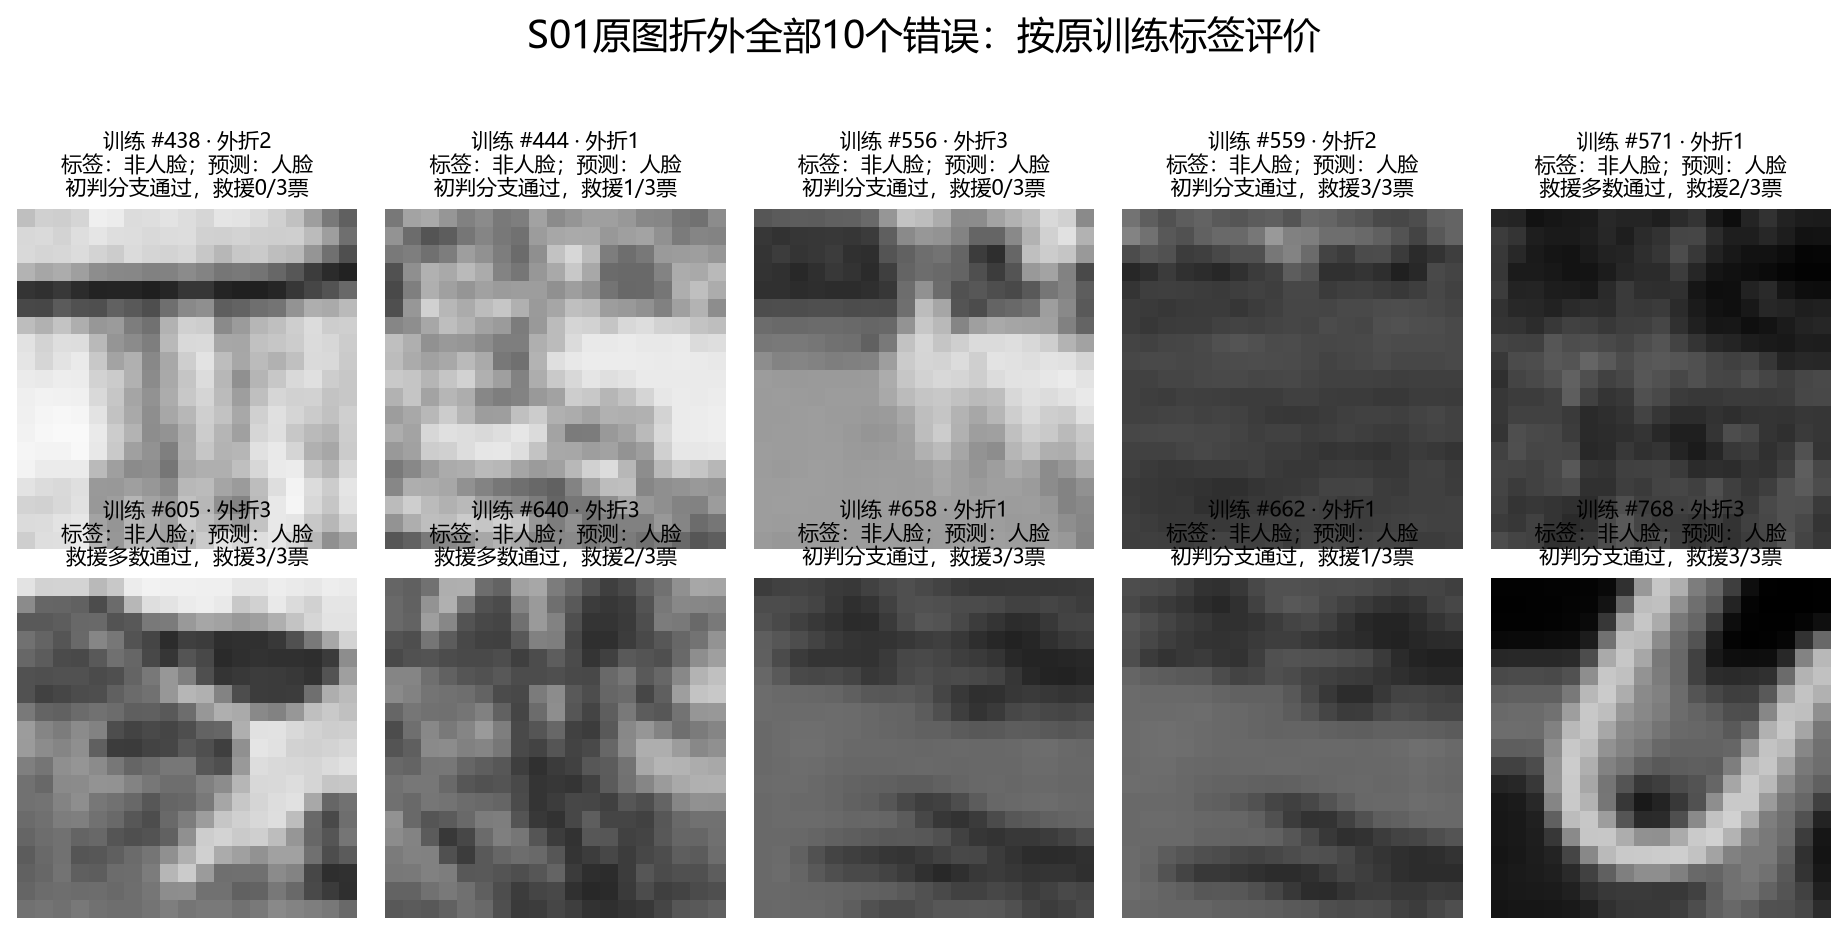 S01原图折外全部10个错误：按原训练标签评价
训练 #438 · 外折2
标签：非人脸；预测：人脸
初判分支通过，救援0/3票
训练 #444 · 外折1
标签：非人脸；预测：人脸
初判分支通过，救援1/3票
训练 #556 · 外折3
标签：非人脸；预测：人脸
初判分支通过，救援0/3票
训练 #559 · 外折2
标签：非人脸；预测：人脸
初判分支通过，救援3/3票
训练 #571 · 外折1
标签：非人脸；预测：人脸
救援多数通过，救援2/3票
训练 #605 · 外折3
标签：非人脸；预测：人脸
救援多数通过，救援3/3票
训练 #640 · 外折3
标签：非人脸；预测：人脸
救援多数通过，救援2/3票
训练 #658 · 外折1
标签：非人脸；预测：人脸
初判分支通过，救援3/3票
训练 #662 · 外折1
标签：非人脸；预测：人脸
初判分支通过，救援1/3票
训练 #768 · 外折3
标签：非人脸；预测：人脸
初判分支通过，救援3/3票